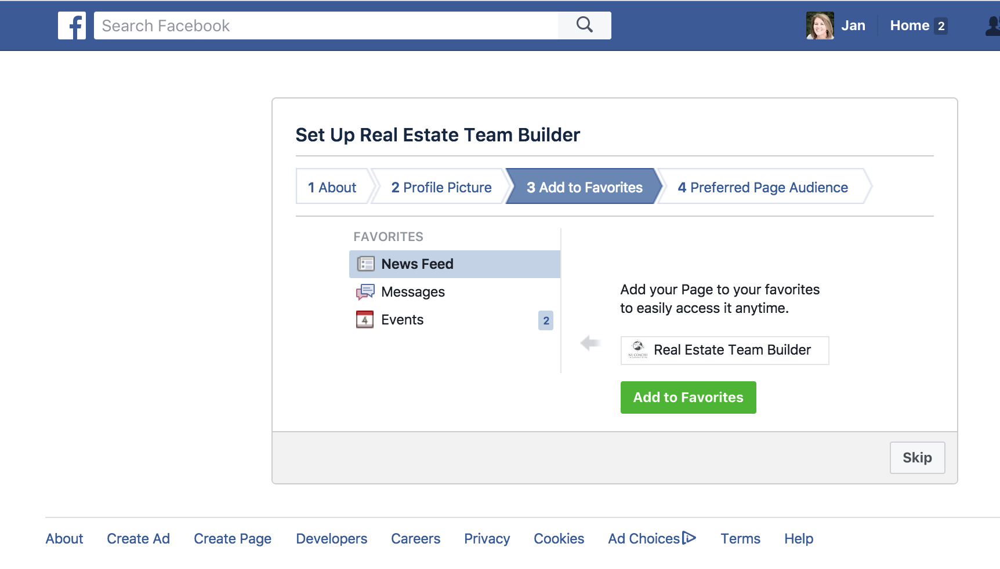 Search Facebook
Jan
Home 2
Set Up Real Estate Team Builder
1 About
2 Profile Picture
3 Add to Favorites
4 Preferred Page Audience
FAVORITES
News Feed
Messages
4
Events
2
Add your Page to your favorites
to easily access it anytime.
Real Estate Team Builder
Add to Favorites
Skip
About
Create Ad
Create Page
Developers
Careers
Privacy
Cookies
Ad Choices
Terms
Help